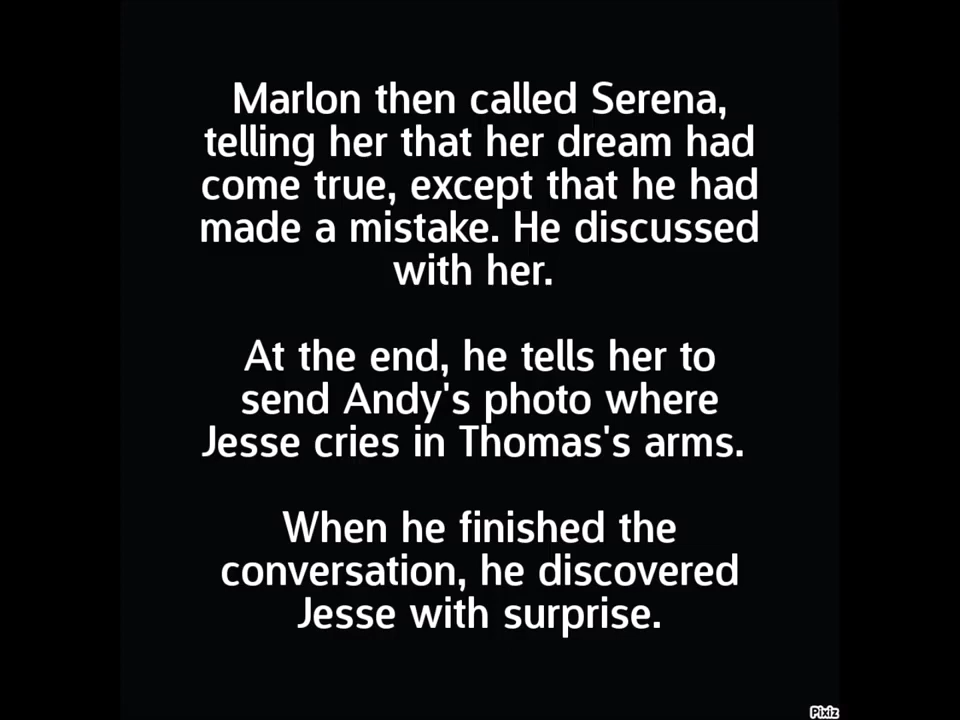 Marlon then called Serena,
telling her that her dream had
come true, except that he had
made a mistake. He discussed
with her.
At the end, he tells her to
send Andy's photo where
Jesse cries in Thomas's arms.
When he finished the
conversation, he discovered
Jesse with surprise.
Pixiz